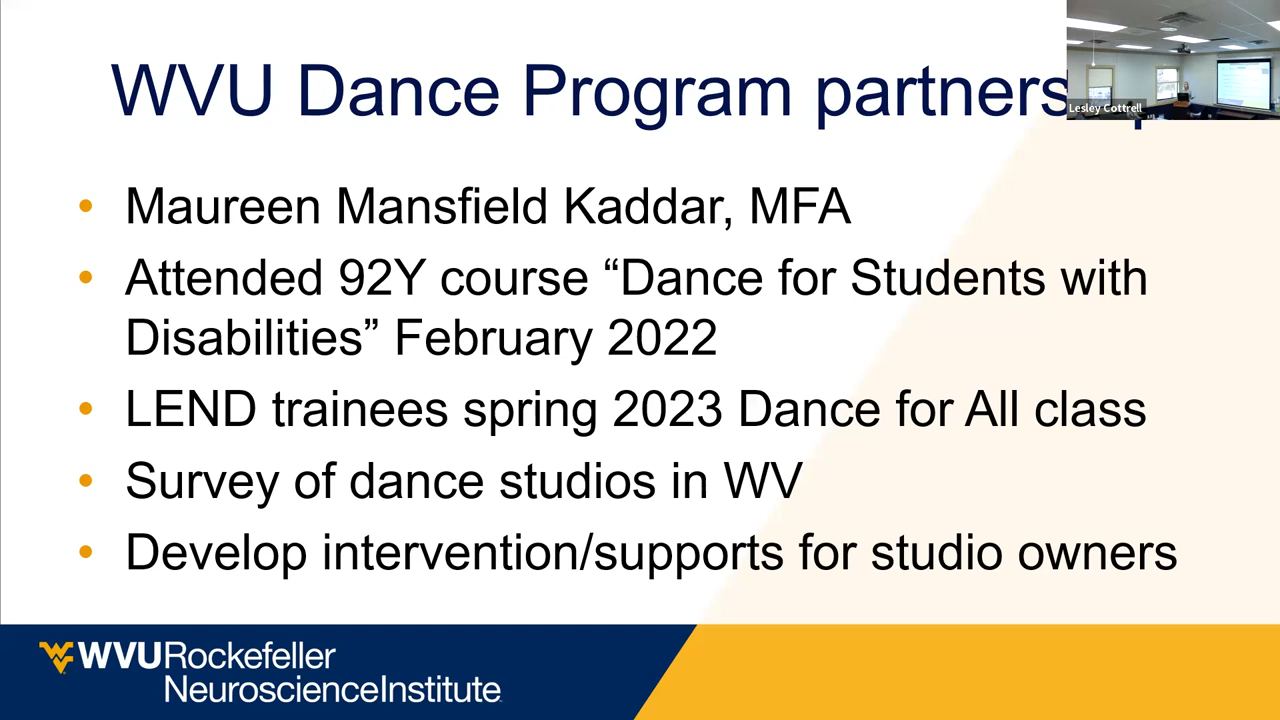 WVU Dance Program partners
Lesley Cottrell
• Maureen Mansfield Kaddar, MFA
• Attended 92Y course “Dance for Students with
Disabilities” February 2022
• LEND trainees spring 2023 Dance for All class
• Survey of dance studios in WV
• Develop intervention/supports for studio owners
WVU Rockefeller
NeuroscienceInstitute